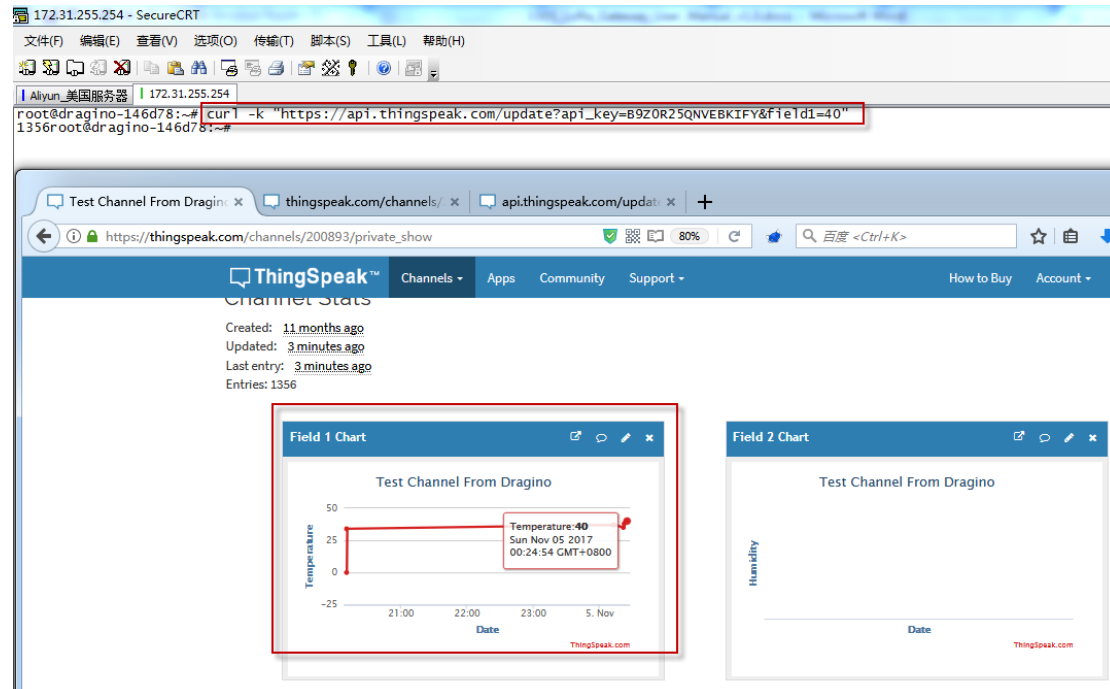 172.31.255.254 - SecureCRT
文件(F) 编辑(E) 查看(V) 选项(O) 传输(T) 脚本(S) 工具(L) 帮助(H)
Aliyun_美国服务器 172.31.255.254
root@dragino-146d78:~# curl -k "https://api.thingspeak.com/update?api_key=B9Z0R25QNVEBKIFY&field1=40"
1356root@dragino-146d78:~#
Test Channel From Dragino thingspeak.com/channels/ api.thingspeak.com/update
https://thingspeak.com/channels/200893/private_show 80% 百度 <Ctrl+K>
ThingSpeak™ Channels Apps Community Support How to Buy Account
Channel Stats
Created: 11 months ago
Updated: 3 minutes ago
Last entry: 3 minutes ago
Entries: 1356
Field 1 Chart
Test Channel From Dragino
50
25
0
-25
Temperature
Temperature:40
Sun Nov 05 2017
00:24:54 GMT+0800
21:00 22:00 23:00 5. Nov
Date
ThingSpeak.com
Field 2 Chart
Test Channel From Dragino
Humidity
Date
ThingSpeak.com